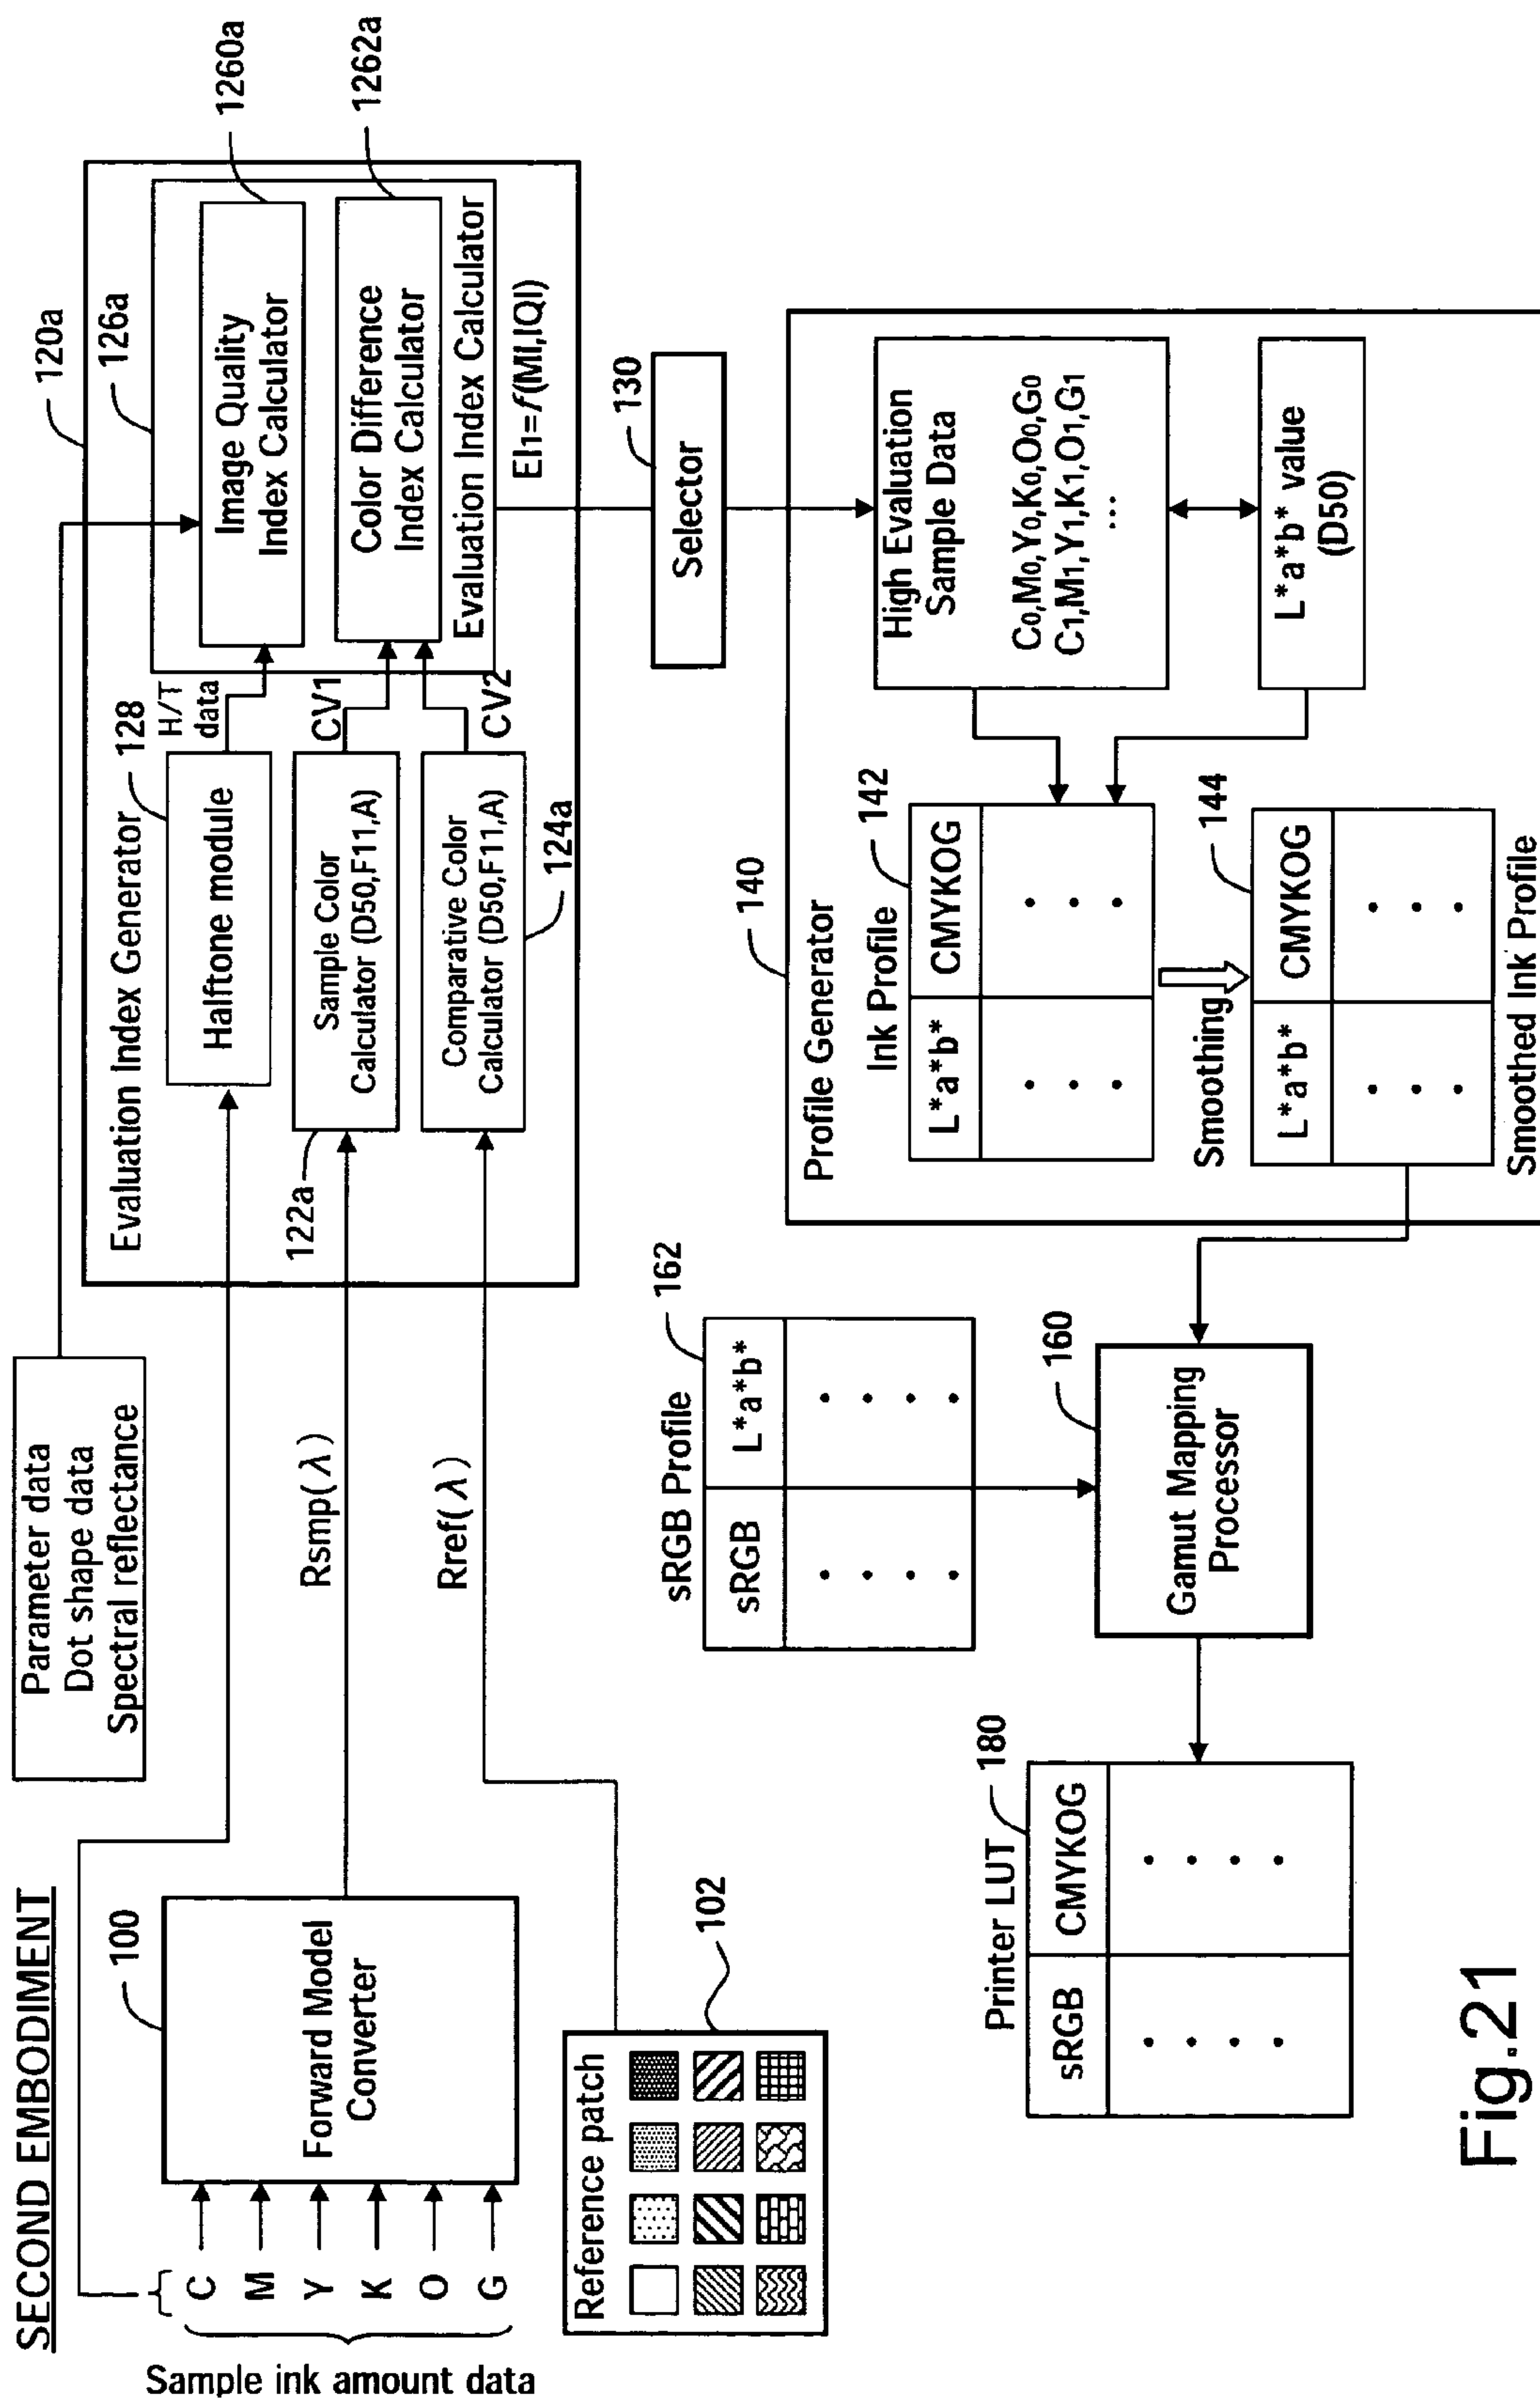 SECOND EMBODIMENT
Sample ink amount data
C
M
Y
K
O
G
100
Forward Model
Converter
Reference patch
102
Parameter data
Dot shape data
Spectral reflectance
Rsmp(λ)
Rref(λ)
120a
Evaluation Index Generator
128
Halftone module
H/T
data
122a
Sample Color
Calculator (D50,F11,A)
CV1
Comparative Color
Calculator (D50,F11,A)
124a
CV2
126a
Image Quality
Index Calculator
1260a
Color Difference
Index Calculator
1262a
Evaluation Index Calculator
EI1=f(MI,IQI)
130
Selector
140
Profile Generator
High Evaluation
Sample Data
C0,M0,Y0,K0,O0,G0
C1,M1,Y1,K1,O1,G1
...
L*a*b* value
(D50)
Ink Profile
142
L*a*b* CMYKOG
Smoothing
144
L*a*b* CMYKOG
Smoothed Ink Profile
sRGB Profile
162
sRGB L*a*b*
160
Gamut Mapping
Processor
Printer LUT
180
sRGB CMYKOG
Fig.21